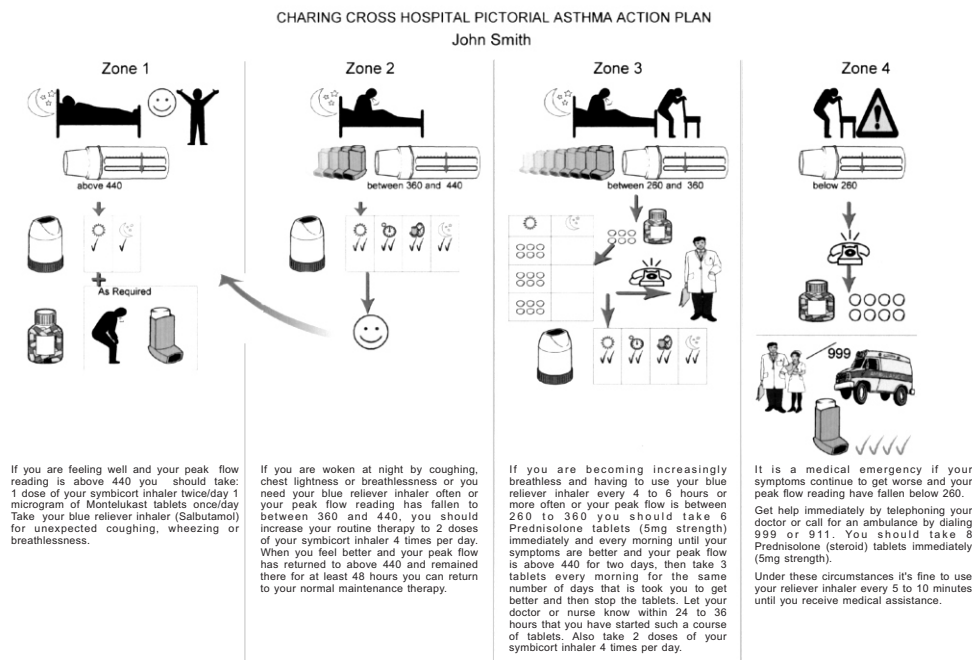 CHARING CROSS HOSPITAL PICTORIAL ASTHMA ACTION PLAN
John Smith
Zone 1
above 440
As Required
If you are feeling well and your peak flow
reading is above 440 you should take:
1 dose of your symbicort inhaler twice/day 1
microgram of Montelukast tablets once/day
Take your blue reliever inhaler (Salbutamol)
for unexpected coughing, wheezing or
breathlessness.
Zone 2
between 360 and 440
If you are woken at night by coughing,
chest lightness or breathlessness or you
need your blue reliever inhaler often or
your peak flow reading has fallen to
between 360 and 440, you should
increase your routine therapy to 2 doses
of your symbicort inhaler 4 times per day.
When you feel better and your peak flow
has returned to above 440 and remained
there for at least 48 hours you can return
to your normal maintenance therapy.
Zone 3
between 260 and 360
If you are becoming increasingly
breathless and having to use your blue
reliever inhaler every 4 to 6 hours or
more often or your peak flow is between
260 to 360 you should take 6
Prednisolone tablets (5mg strength)
immediately and every morning until your
symptoms are better and your peak flow
is above 440 for two days, then take 3
tablets every morning for the same
number of days that is took you to get
better and then stop the tablets. Let your
doctor or nurse know within 24 to 36
hours that you have started such a course
of tablets. Also take 2 doses of your
symbicort inhaler 4 times per day.
Zone 4
below 260
999
It is a medical emergency if your
symptoms continue to get worse and your
peak flow reading have fallen below 260.
Get help immediately by telephoning your
doctor or call for an ambulance by dialing
999 or 911. You should take 8
Prednisolone (steroid) tablets immediately
(5mg strength).
Under these circumstances it's fine to use
your reliever inhaler every 5 to 10 minutes
until you receive medical assistance.